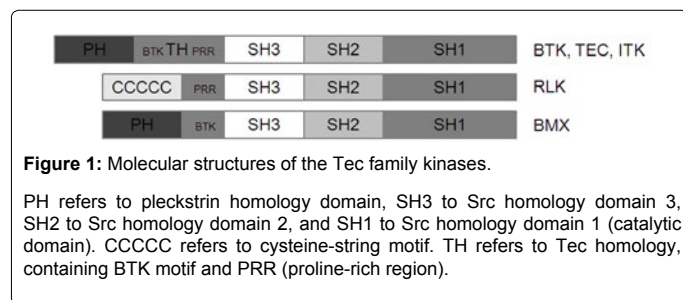 PH BTK TH PRR SH3 SH2 SH1 BTK, TEC, ITK
CCCCC PRR SH3 SH2 SH1 RLK
PH BTK SH3 SH2 SH1 BMX
Figure 1: Molecular structures of the Tec family kinases.
PH refers to pleckstrin homology domain, SH3 to Src homology domain 3,
SH2 to Src homology domain 2, and SH1 to Src homology domain 1 (catalytic
domain). CCCCC refers to cysteine-string motif. TH refers to Tec homology,
containing BTK motif and PRR (proline-rich region).